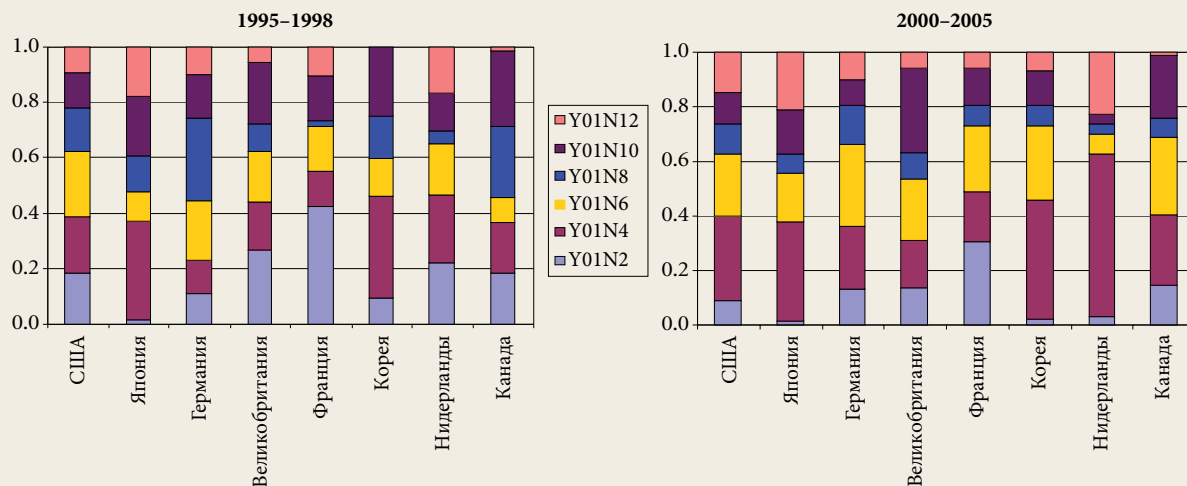 1995–1998
1.0
0.8
0.6
0.4
0.2
0.0
США
Япония
Германия
Великобритания
Франция
Корея
Нидерланды
Канада
Y01N12
Y01N10
Y01N8
Y01N6
Y01N4
Y01N2
2000–2005
1.0
0.8
0.6
0.4
0.2
0.0
США
Япония
Германия
Великобритания
Франция
Корея
Нидерланды
Канада